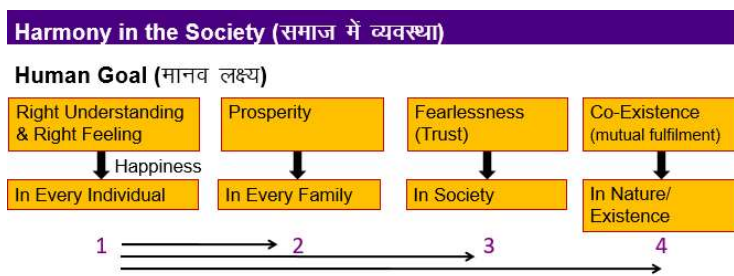 Harmony in the Society (समाज में व्यवस्था)
Human Goal (मानव लक्ष्य)
Right Understanding
& Right Feeling
Prosperity
Fearlessness
(Trust)
Co-Existence
(mutual fulfilment)
Happiness
In Every Individual
In Every Family
In Society
In Nature/
Existence
1 2 3 4